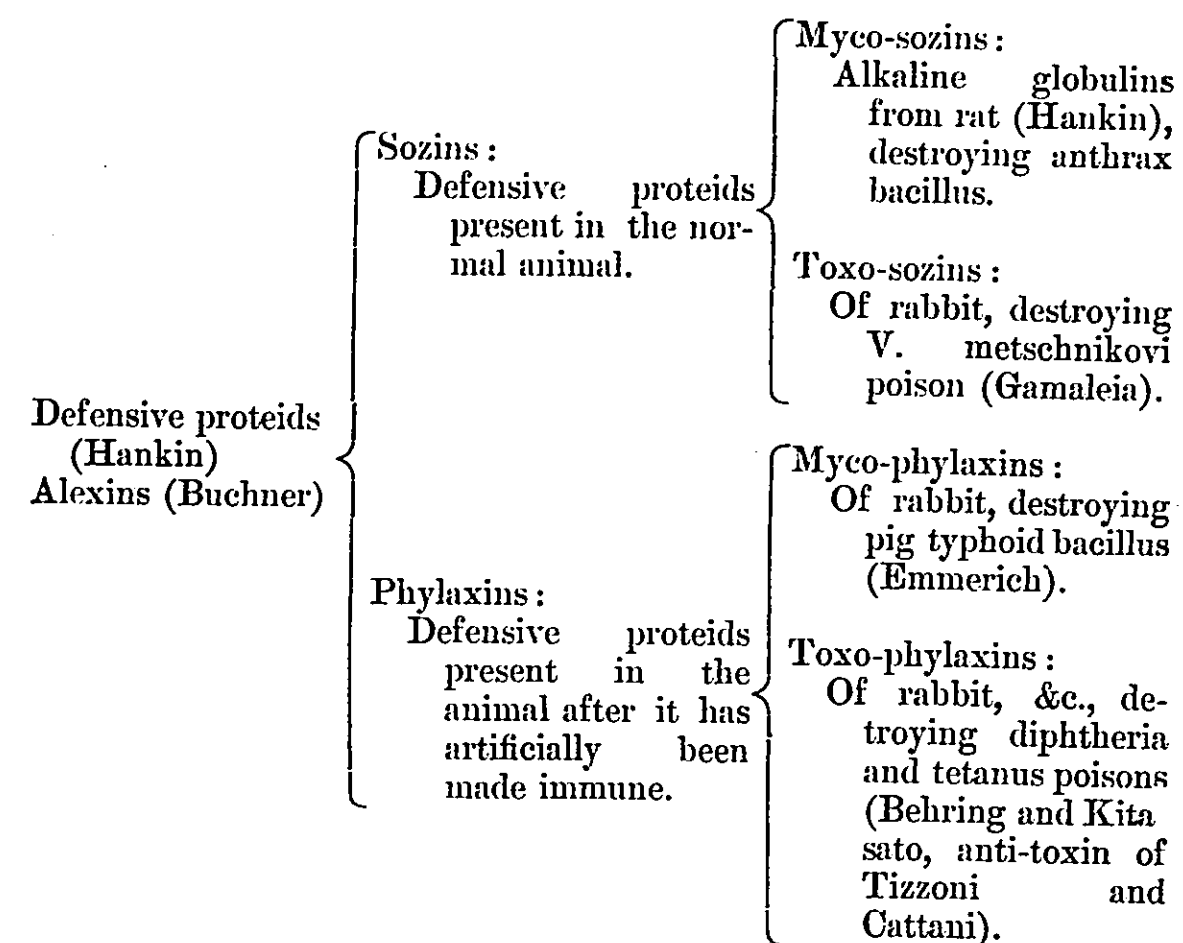 Defensive proteids
(Hankin)
Alexins (Buchner)
Sozins :
Defensive proteids
present in the nor-
mal animal.
Myco-sozins :
Alkaline globulins
from rat (Hankin),
destroying anthrax
bacillus.
Toxo-sozins :
Of rabbit, destroying
V. metschnikovi
poison (Gamaleia).
Phylaxins :
Defensive proteids
present in the
animal after it has
artificially been
made immune.
Myco-phylaxins :
Of rabbit, destroying
pig typhoid bacillus
(Emmerich).
Toxo-phylaxins :
Of rabbit, &c., de-
troying diphtheria
and tetanus poisons
(Behring and Kita
sato, anti-toxin of
Tizzoni and
Cattani).